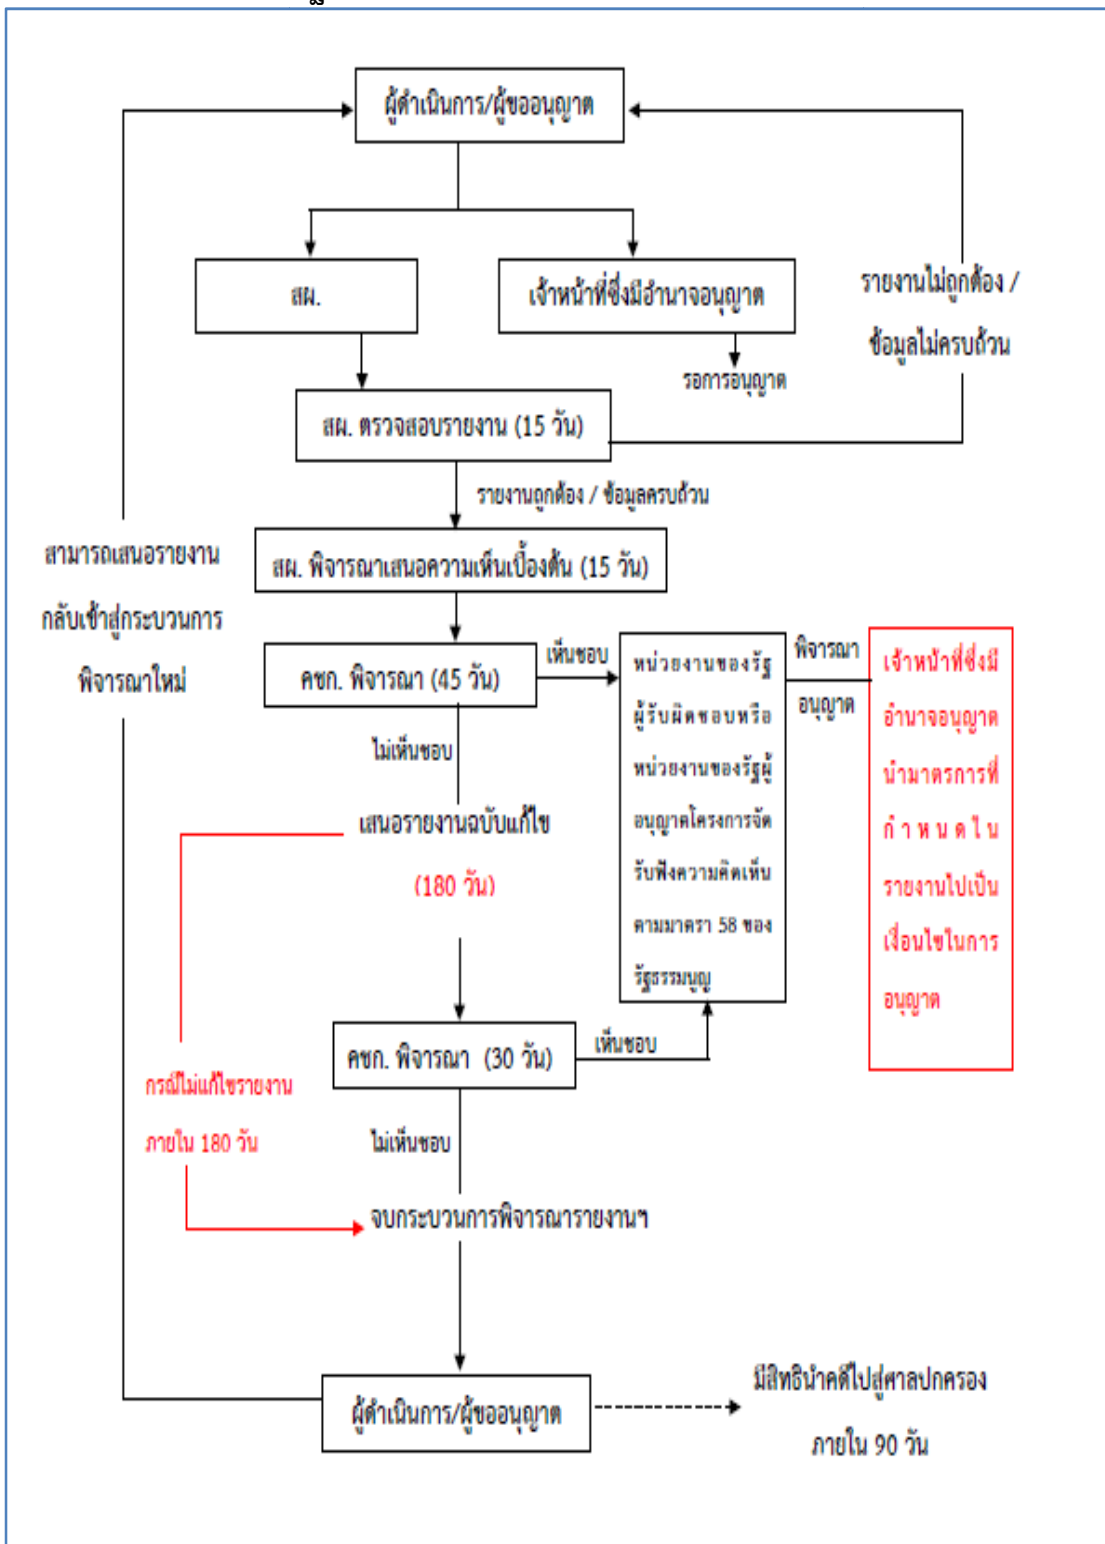 ผู้ดำเนินการ/ผู้ขออนุญาต
สผ.
เจ้าหน้าที่ซึ่งมีอำนาจอนุญาต
รายงานไม่ถูกต้อง /
ข้อมูลไม่ครบถ้วน
รอการอนุญาต
สผ. ตรวจสอบรายงาน (15 วัน)
รายงานถูกต้อง / ข้อมูลครบถ้วน
สามารถเสนอรายงาน
กลับเข้าสู่กระบวนการ
พิจารณาใหม่
สผ. พิจารณาเสนอความเห็นเบื้องต้น (15 วัน)
คชก. พิจารณา (45 วัน)
เห็นชอบ
หน่วยงานของรัฐ
ผู้รับผิดชอบหรือ
หน่วยงานของรัฐผู้
อนุญาตโครงการจัด
รับฟังความคิดเห็น
ตามมาตรา 58 ของ
รัฐธรรมนูญ
พิจารณา
อนุญาต
เจ้าหน้าที่ซึ่งมี
อำนาจอนุญาต
นำมาตรการที่
กำหนดใน
รายงานไปเป็น
เงื่อนไขในการ
อนุญาต
ไม่เห็นชอบ
เสนอรายงานฉบับแก้ไข
(180 วัน)
คชก. พิจารณา (30 วัน)
เห็นชอบ
กรณีไม่แก้ไขรายงาน
ภายใน 180 วัน
ไม่เห็นชอบ
จบกระบวนการพิจารณารายงานฯ
ผู้ดำเนินการ/ผู้ขออนุญาต
มีสิทธินำคดีไปสู่ศาลปกครอง
ภายใน 90 วัน